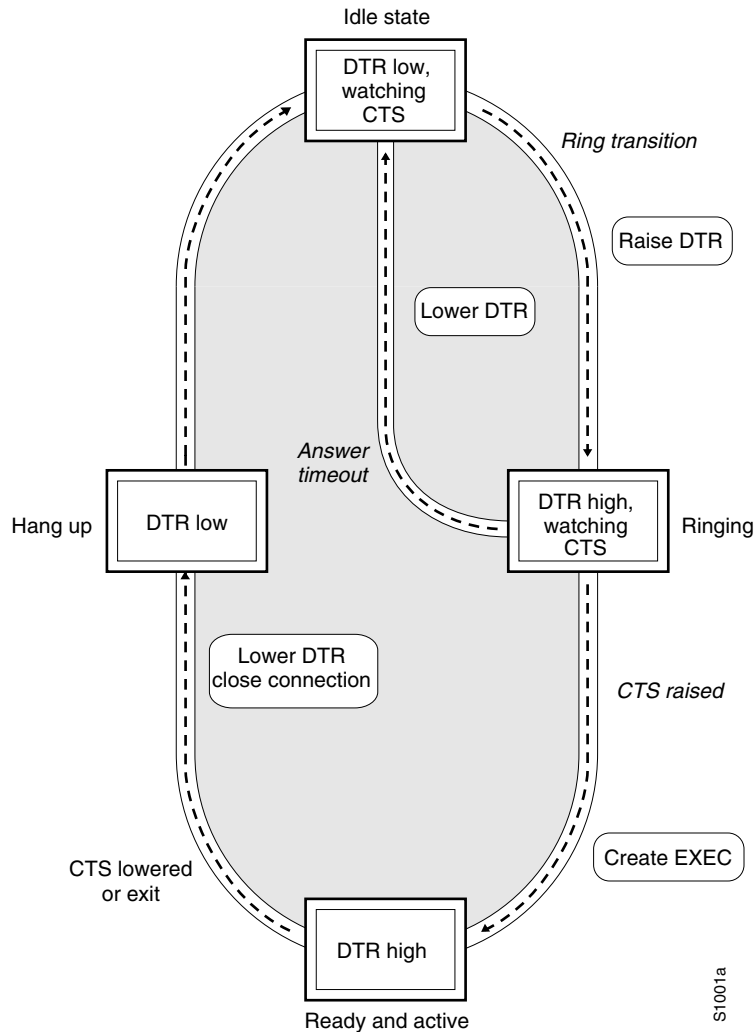 Idle state
DTR low,
watching
CTS
Ring transition
Raise DTR
Lower DTR
Answer
timeout
Hang up
DTR low
DTR high,
watching
CTS
Ringing
Lower DTR
close connection
CTS raised
CTS lowered
or exit
Create EXEC
DTR high
Ready and active
S1001a